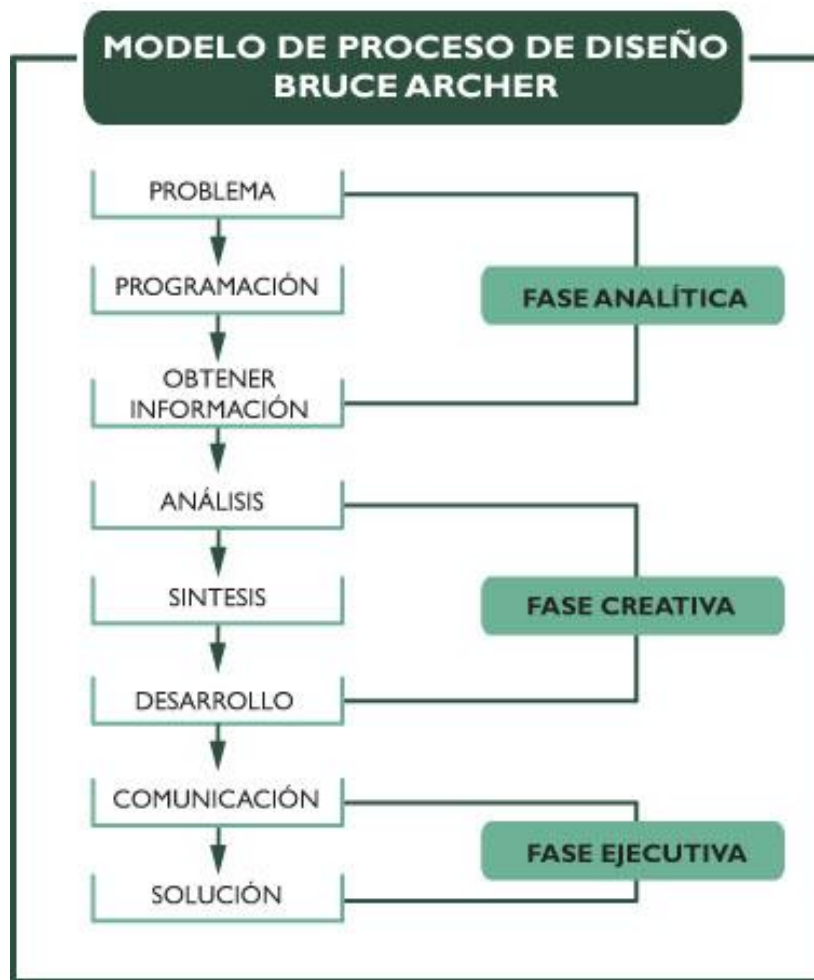 MODELO DE PROCESO DE DISEÑO
BRUCE ARCHER
PROBLEMA
PROGRAMACIÓN
FASE ANALÍTICA
OBTENER
INFORMACIÓN
ANÁLISIS
SINTESIS
FASE CREATIVA
DESARROLLO
COMUNICACIÓN
FASE EJECUTIVA
SOLUCIÓN